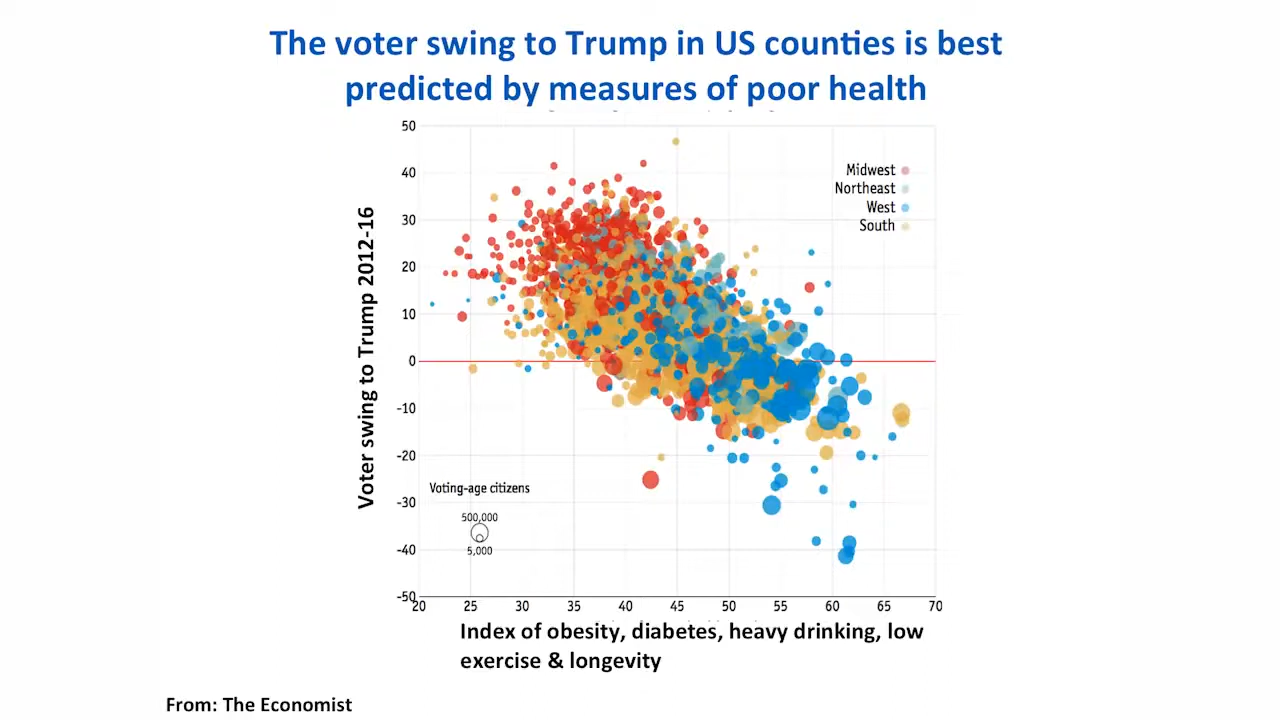 The voter swing to Trump in US counties is best
predicted by measures of poor health
50
40
30
20
10
0
-10
-20
-30
-40
-50
Voter swing to Trump 2012-16
Midwest
Northeast
West
South
Voting-age citizens
500,000
5,000
20 25 30 35 40 45 50 55 60 65 70
Index of obesity, diabetes, heavy drinking, low
exercise & longevity
From: The Economist